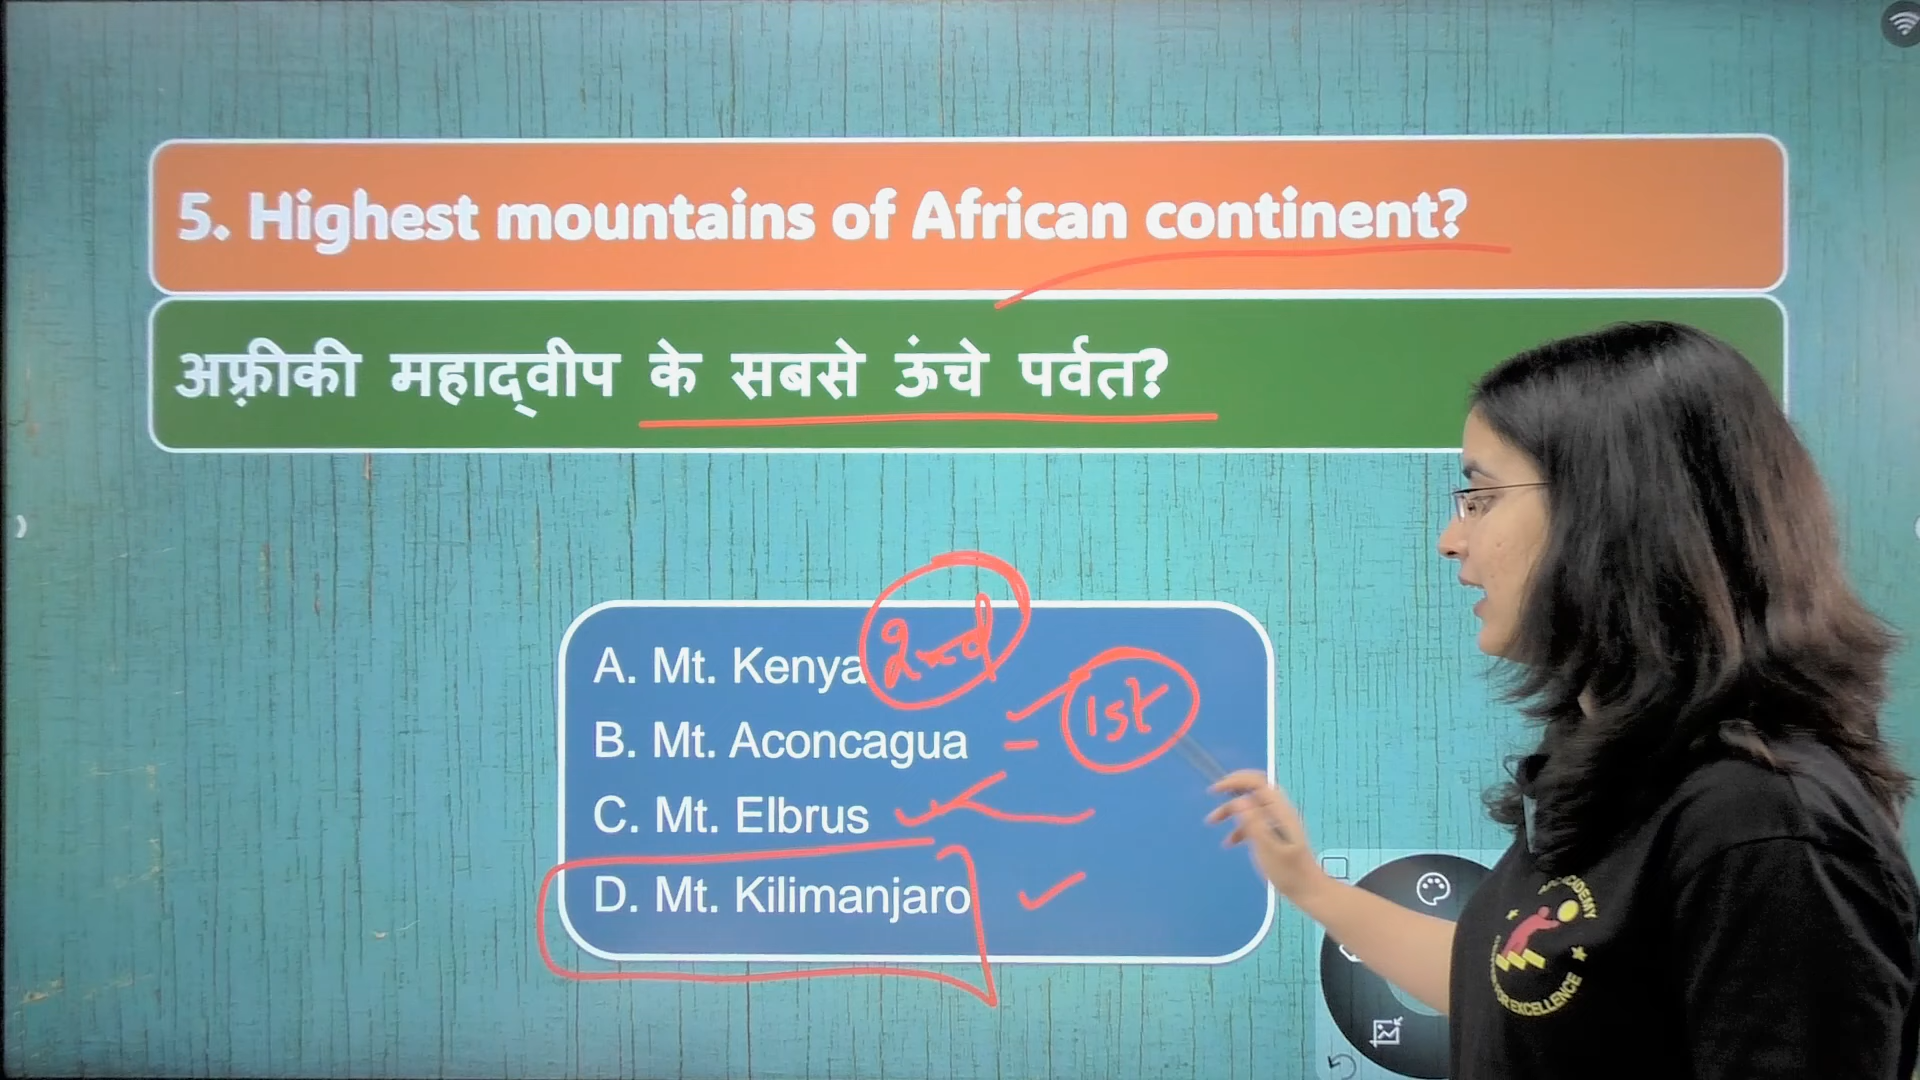 5. Highest mountains of African continent?
अफ़्रीकी महाद्वीप के सबसे ऊंचे पर्वत?
A. Mt. Kenya 2nd
B. Mt. Aconcagua 1st
C. Mt. Elbrus
D. Mt. Kilimanjaro
EXCELLENCE